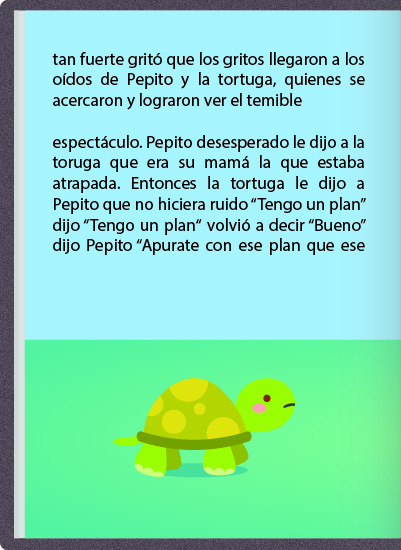 tan fuerte gritó que los gritos llegaron a los
oídos de Pepito y la tortuga, quienes se
acercaron y lograron ver el temible
espectáculo. Pepito desesperado le dijo a la
toruga que era su mamá la que estaba
atrapada. Entonces la tortuga le dijo a
Pepito que no hiciera ruido “Tengo un plan”
dijo “Tengo un plan“ volvió a decir “Bueno”
dijo Pepito “Apurate con ese plan que ese